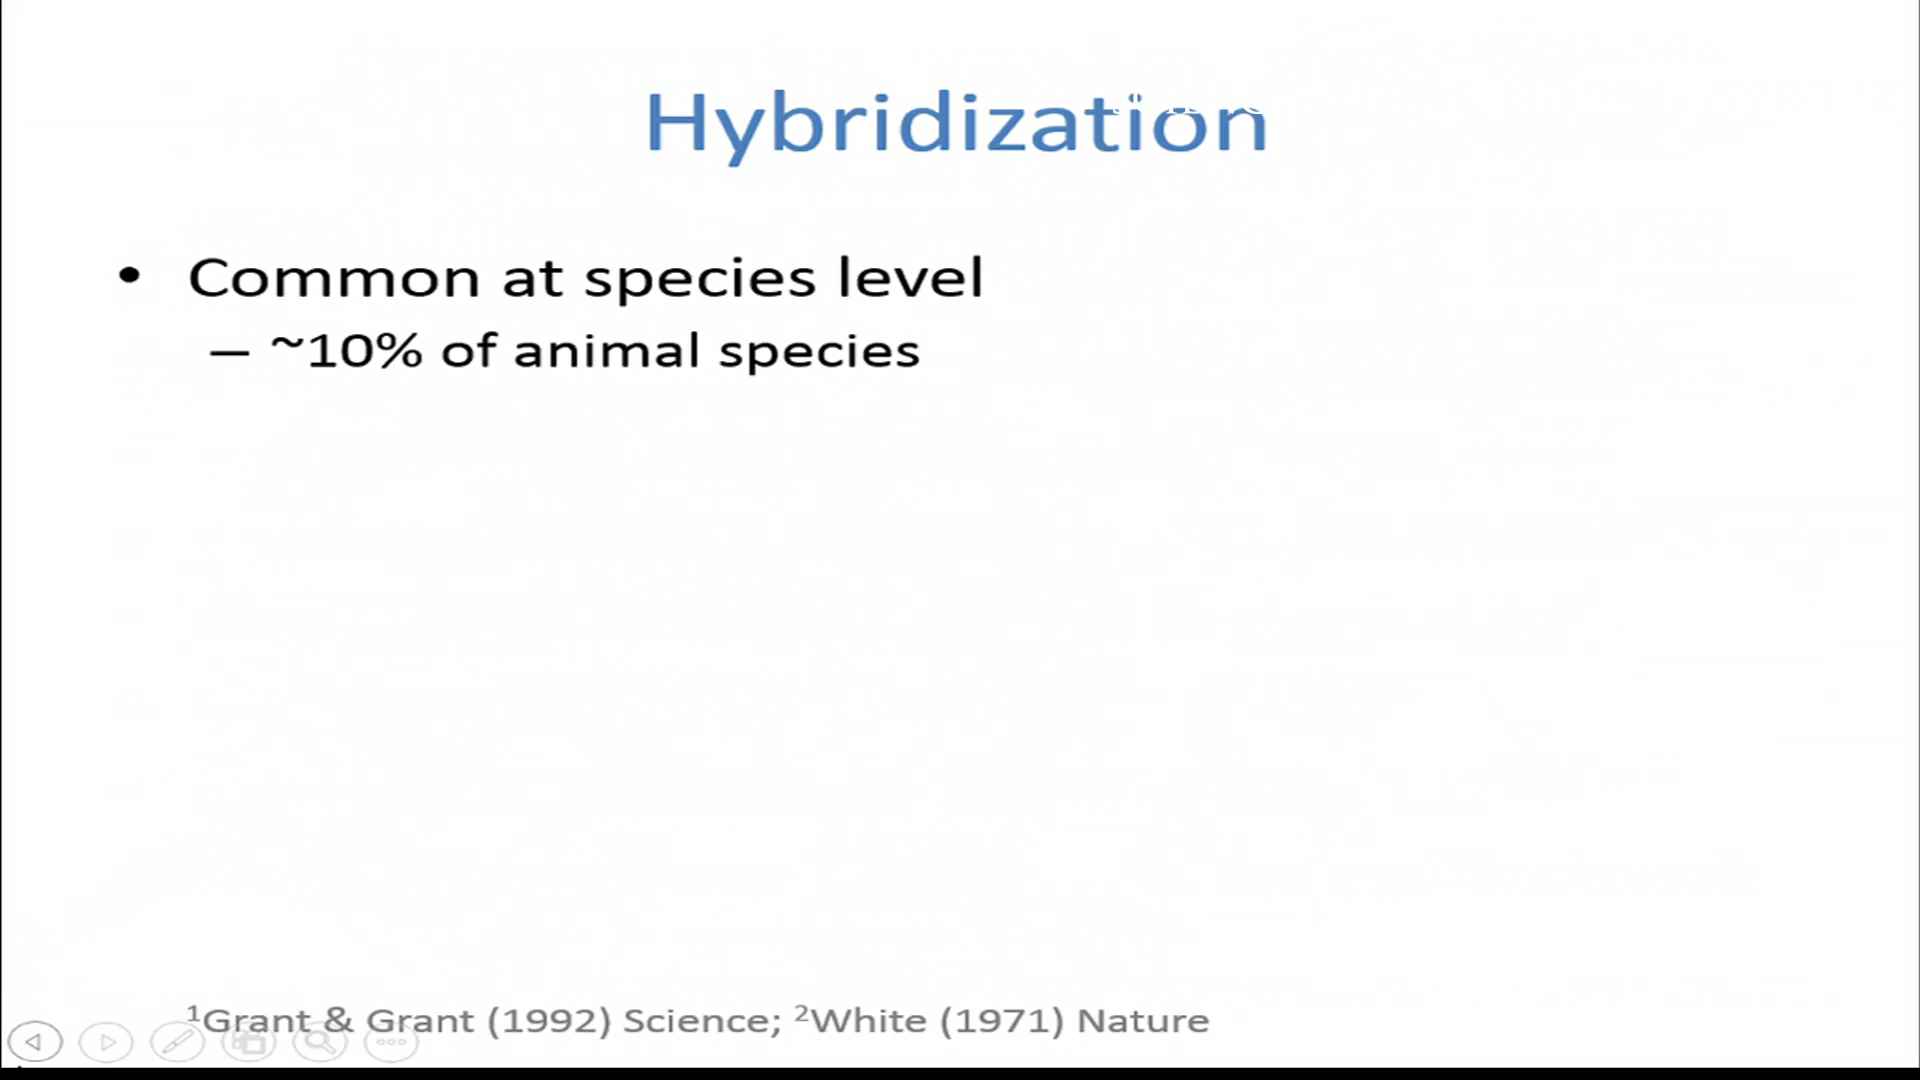 Hybridization
• Common at species level
– ~10% of animal species
¹Grant & Grant (1992) Science; ²White (1971) Nature